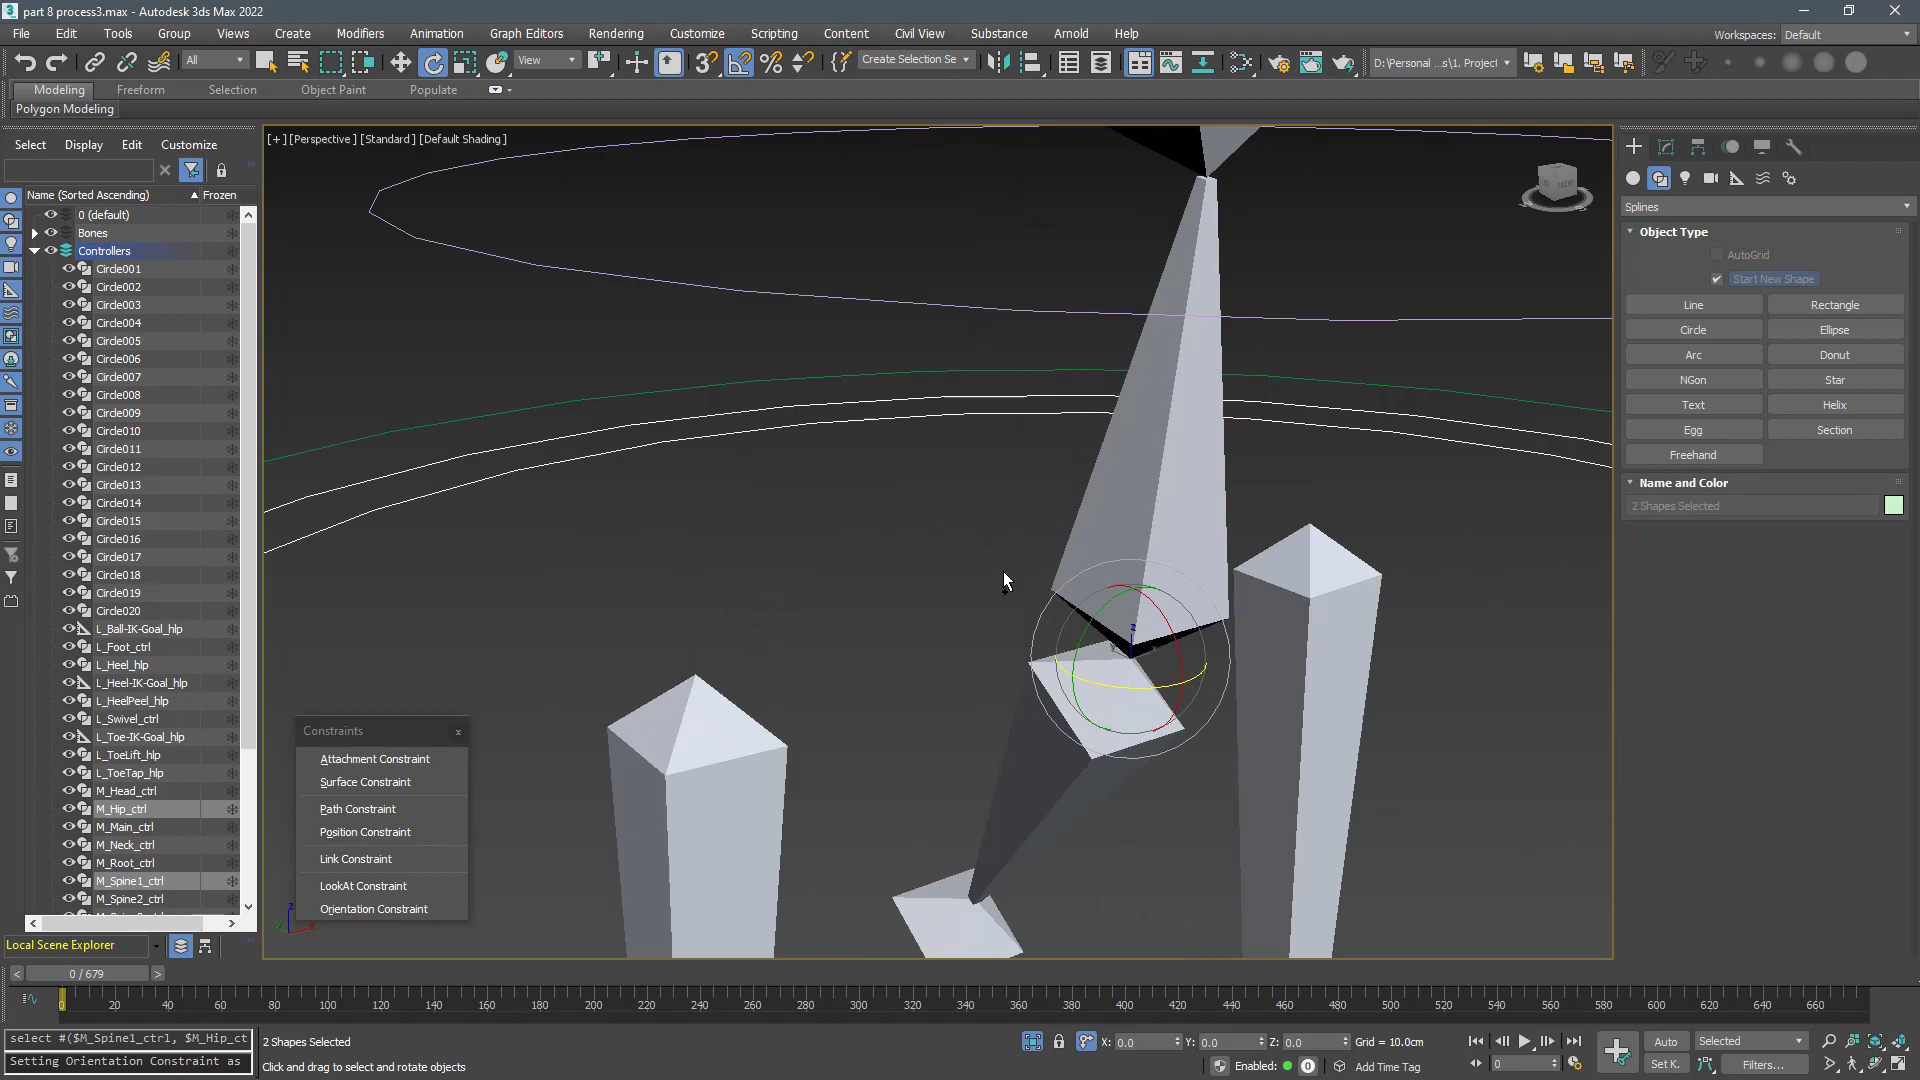 part 8 process3.max - Autodesk 3ds Max 2022
File Edit Tools Group Views Create Modifiers Animation Graph Editors Rendering Customize Scripting Content Civil View Substance Arnold Help
Workspaces: Default
All View Create Selection Se D:\Personal ...s\1. Project
Modeling Freeform Selection Object Paint Populate
Polygon Modeling
Select Display Edit Customize
Name (Sorted Ascending) Frozen
0 (default)
Bones
Controllers
Circle001
Circle002
Circle003
Circle004
Circle005
Circle006
Circle007
Circle008
Circle009
Circle010
Circle011
Circle012
Circle013
Circle014
Circle015
Circle016
Circle017
Circle018
Circle019
Circle020
L_Ball-IK-Goal_hlp
L_Foot_ctrl
L_Heel_hlp
L_Heel-IK-Goal_hlp
L_HeelPeel_hlp
L_Swivel_ctrl
L_Toe-IK-Goal_hlp
L_ToeLift_hlp
L_ToeTap_hlp
M_Head_ctrl
M_Hip_ctrl
M_Main_ctrl
M_Neck_ctrl
M_Root_ctrl
M_Spine1_ctrl
M_Spine2_ctrl
Local Scene Explorer
[+] [Perspective] [Standard] [Default Shading]
Constraints x
Attachment Constraint
Surface Constraint
Path Constraint
Position Constraint
Link Constraint
LookAt Constraint
Orientation Constraint
Splines
Object Type
AutoGrid
Start New Shape
Line Rectangle
Circle Ellipse
Arc Donut
NGon Star
Text Helix
Egg Section
Freehand
Name and Color
2 Shapes Selected
< 0 / 679 >
0 20 40 60 80 100 120 140 160 180 200 220 240 260 280 300 320 340 360 380 400 420 440 460 480 500 520 540 560 580 600 620 640 660
select #($M_Spine1_ctrl, $M_Hip_ct
Setting Orientation Constraint as
2 Shapes Selected
Click and drag to select and rotate objects
X: 0.0 Y: 0.0 Z: 0.0 Grid = 10.0cm
Enabled: 0 Add Time Tag
0
Auto Selected
Set K. Filters...